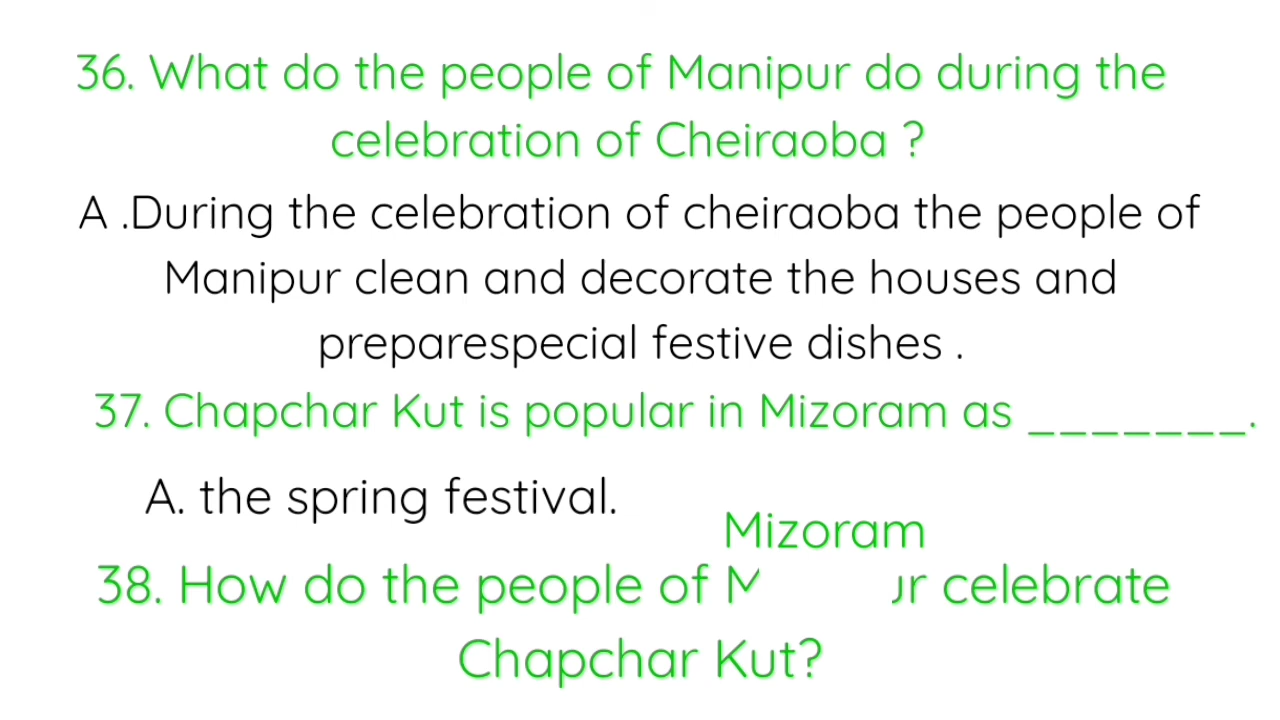 36. What do the people of Manipur do during the
celebration of Cheiraoba ?
A .During the celebration of cheiraoba the people of
Manipur clean and decorate the houses and
preparespecial festive dishes .
37. Chapchar Kut is popular in Mizoram as _______.
A. the spring festival.
Mizoram
38. How do the people of celebrate
Chapchar Kut?